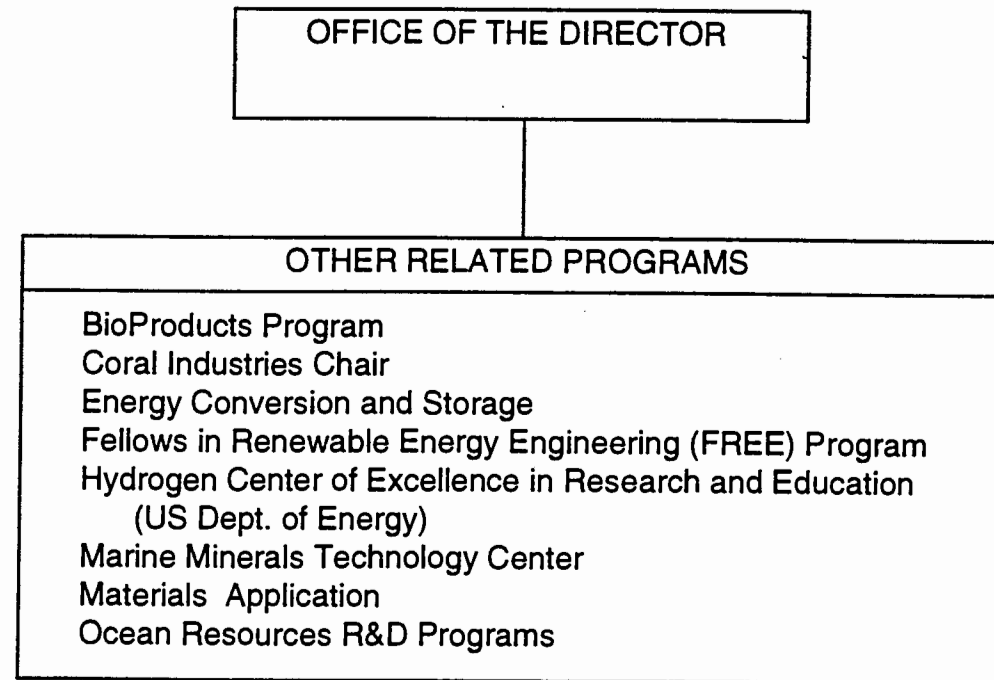 OFFICE OF THE DIRECTOR
OTHER RELATED PROGRAMS
BioProducts Program
Coral Industries Chair
Energy Conversion and Storage
Fellows in Renewable Energy Engineering (FREE) Program
Hydrogen Center of Excellence in Research and Education
(US Dept. of Energy)
Marine Minerals Technology Center
Materials Application
Ocean Resources R&D Programs